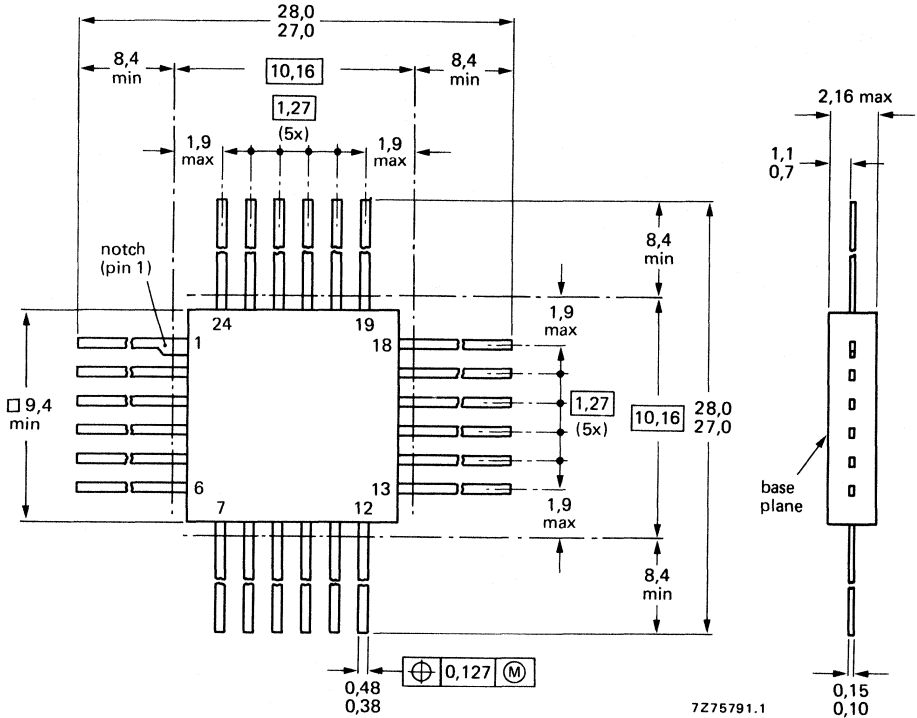 28,0
27,0
8,4
min
10,16
8,4
min
1,27
(5x)
1,9
max
1,9
max
2,16 max
1,1
0,7
notch
(pin 1)
8,4
min
24
19
1
18
1,9
max
□ 9,4
min
1,27
(5x)
10,16
28,0
27,0
6
13
7
12
1,9
max
base
plane
8,4
min
0,127 Ⓜ
0,48
0,38
7Z75791.1
0,15
0,10